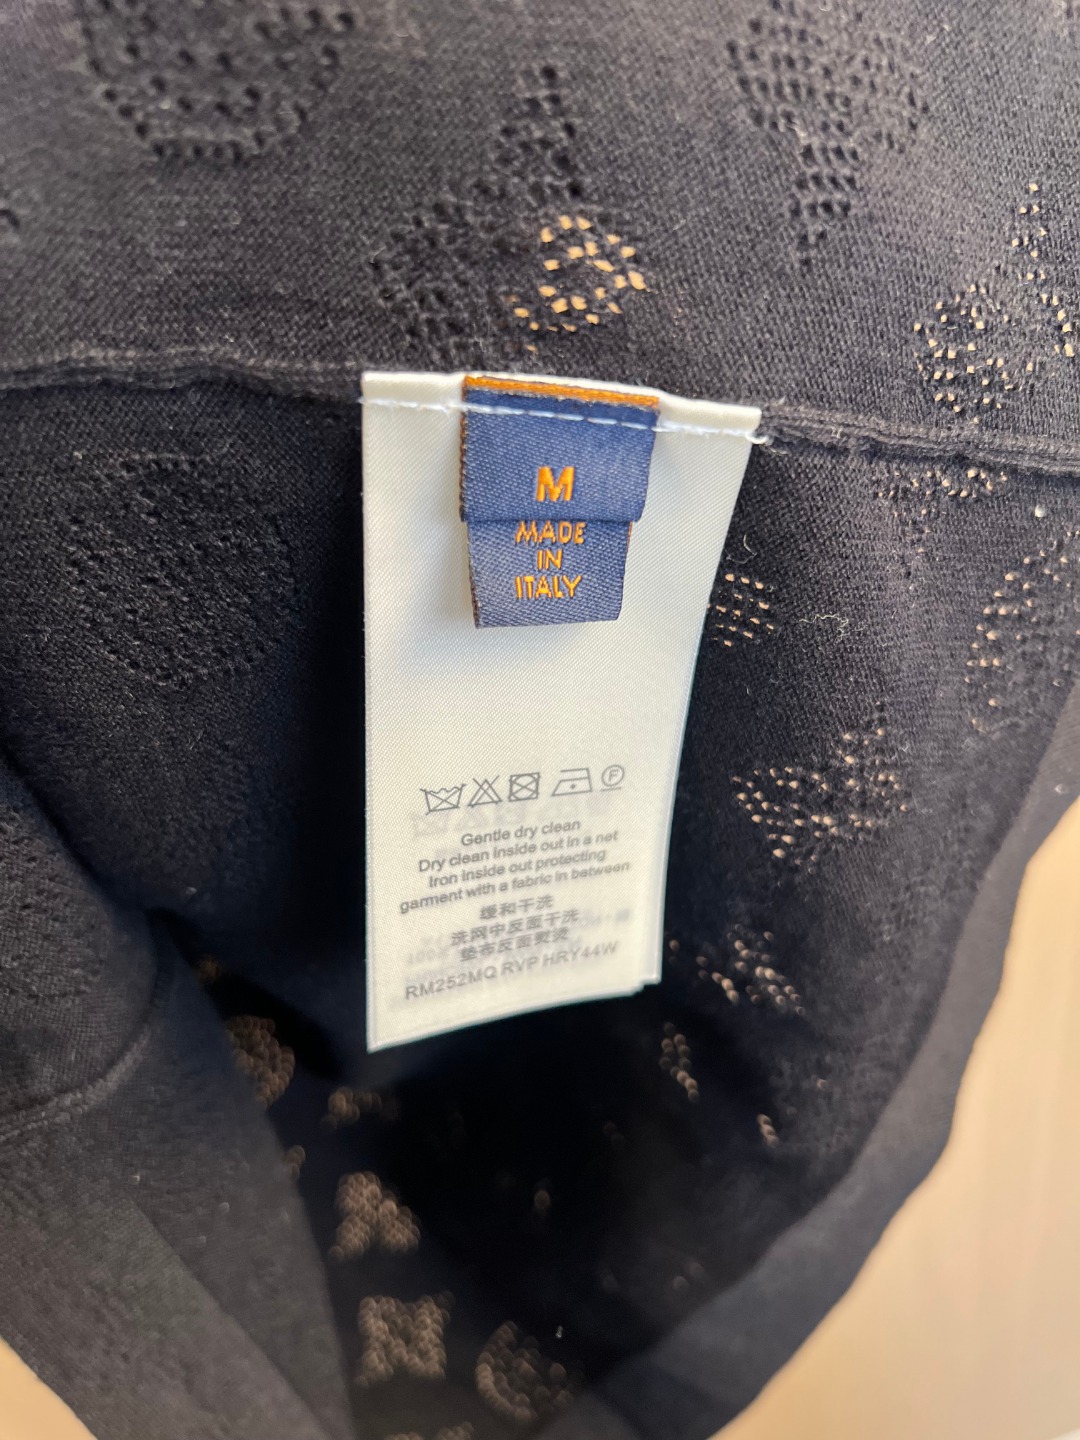 M
MADE
IN
ITALY
F
Gentle dry clean
Dry clean inside out in a net
Iron inside out protecting
garment with a fabric in between
缓和干洗
洗网中反面干洗
垫布反面熨烫
RM252MQ RVP HRY44W